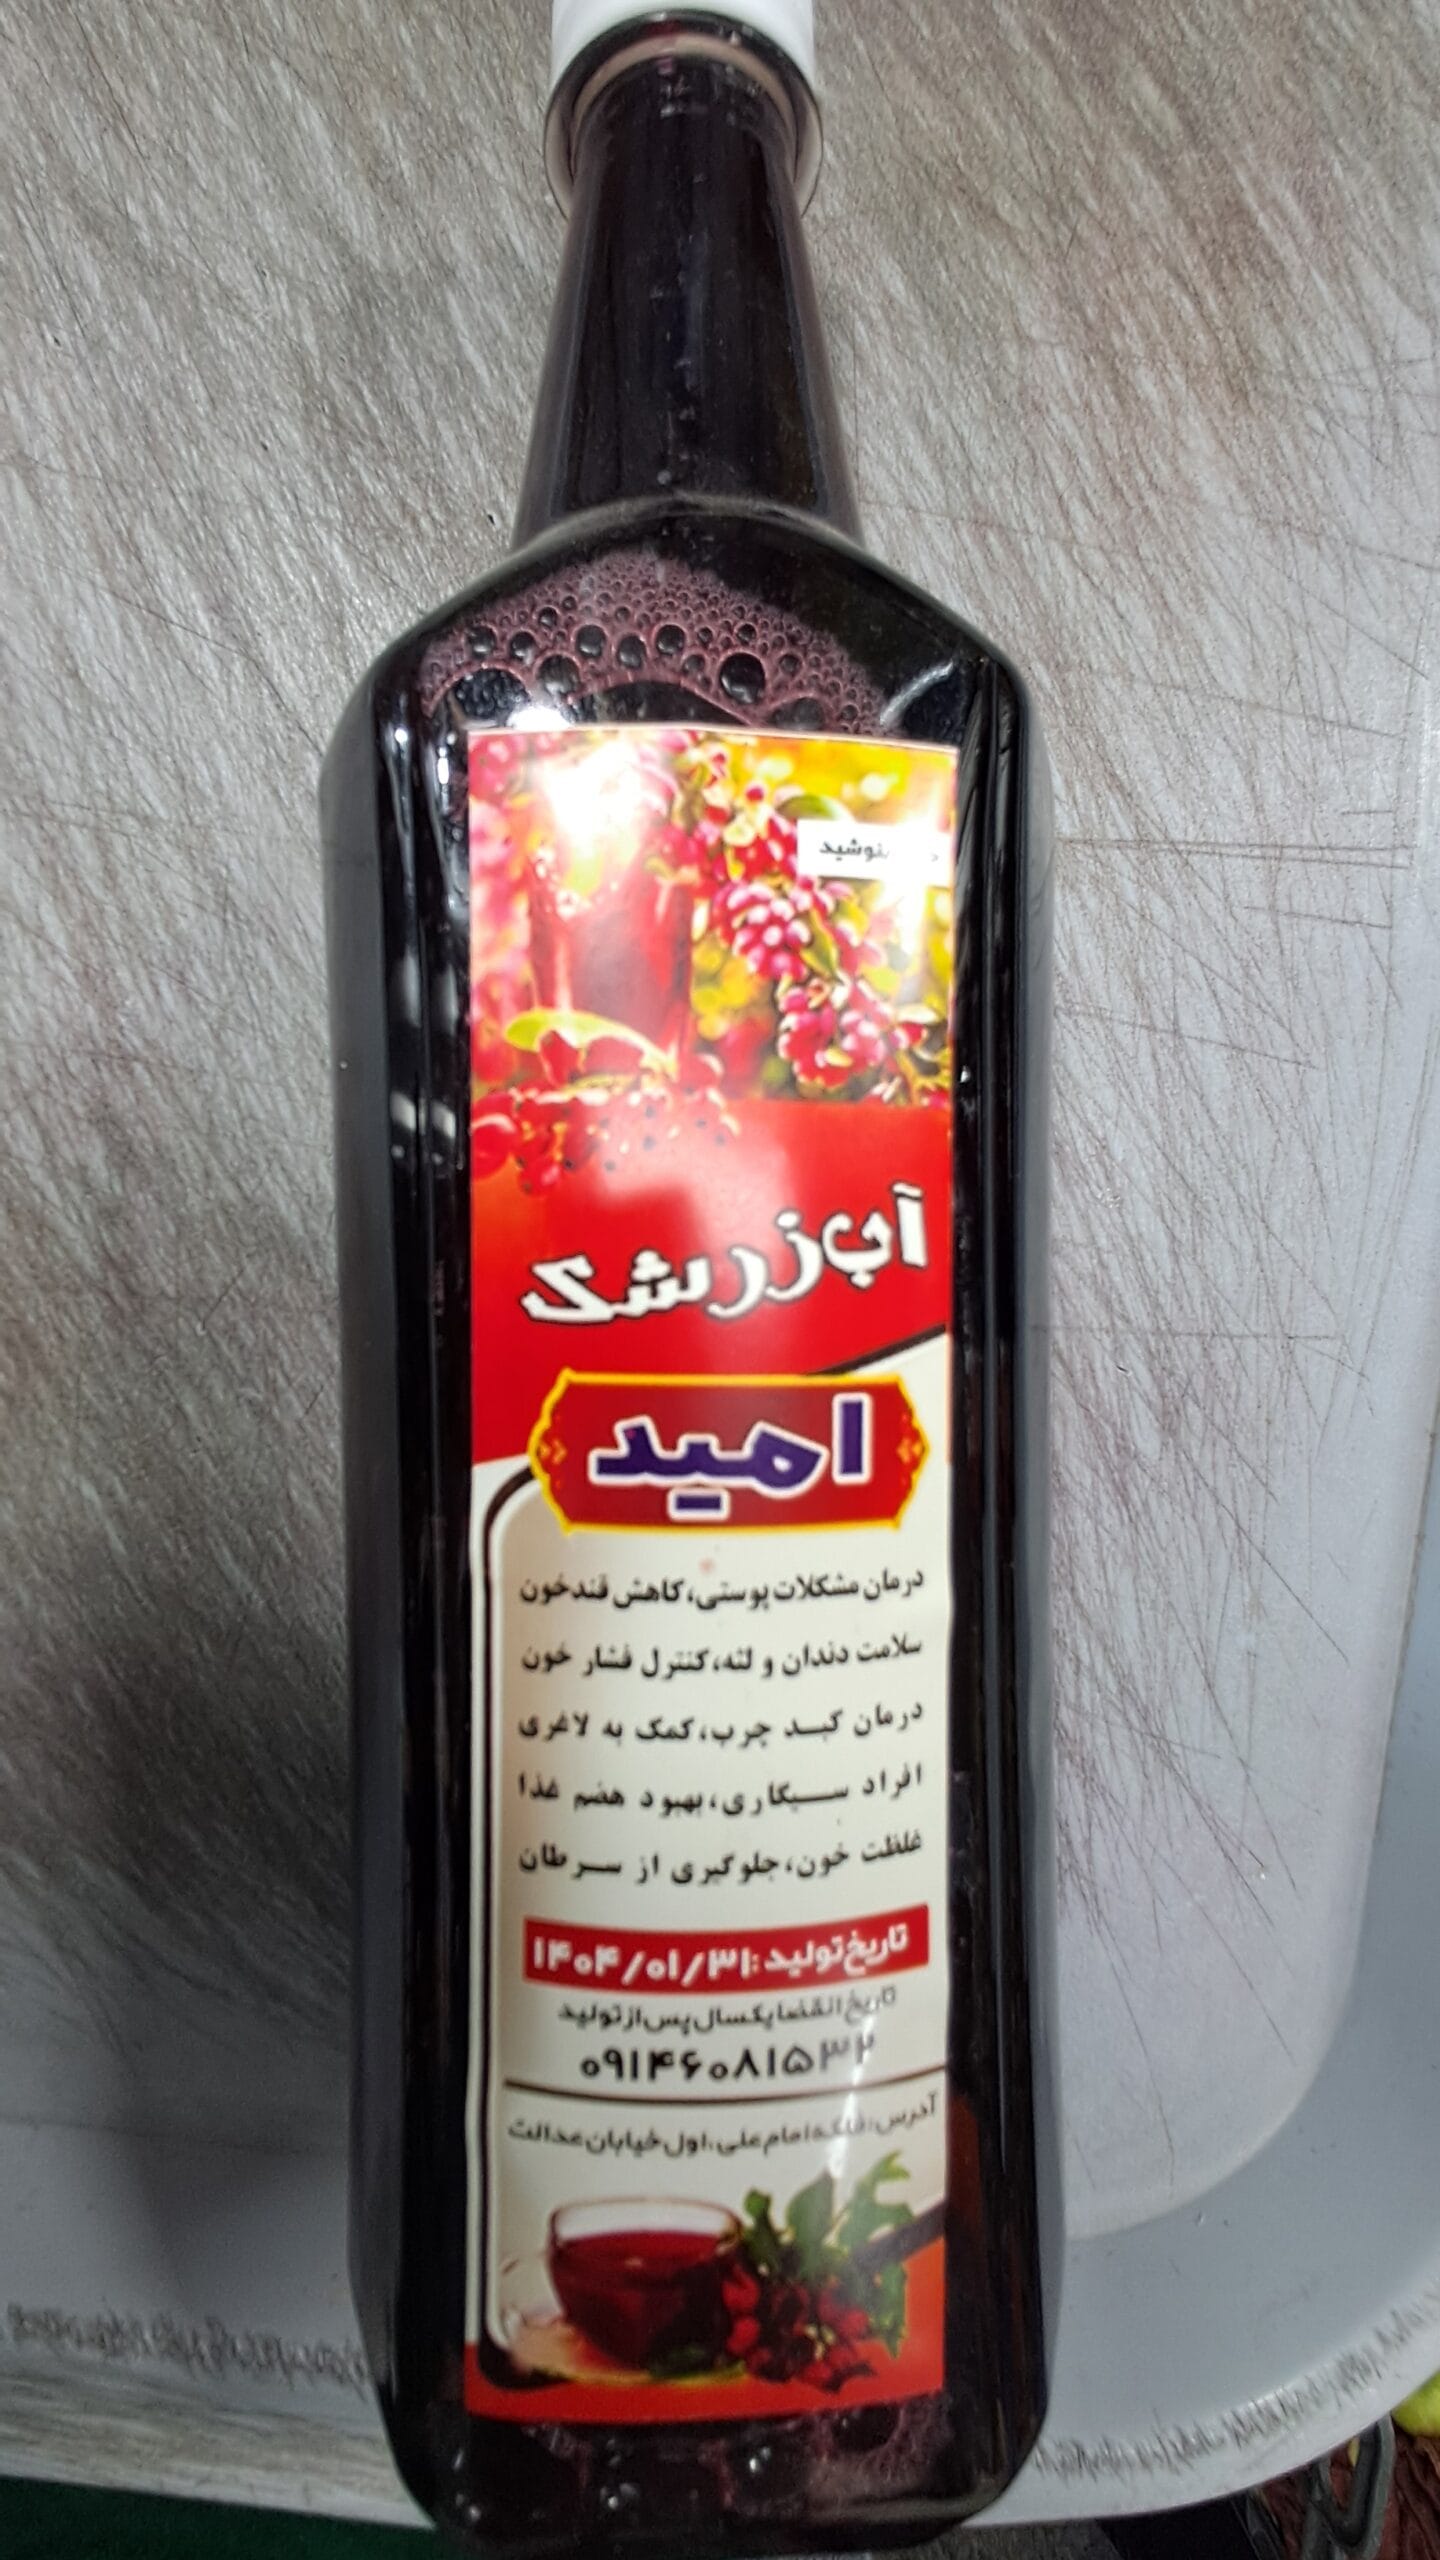 بنوشید
آب زرشک
امید
درمان مشکلات پوستی،کاهش قندخون
سلامت دندان و لثه،کنترل فشار خون
درمان کبد چرب،کمک به لاغری
افراد سیگاری،بهبود هضم غذا
غلظت خون،جلوگیری از سرطان
تاریخ تولید:۱۴۰۴/۰۱/۳۱
تاریخ انقضا یکسال پس از تولید
۰۹۱۴۶۰۸۱۵۳۲
آدرس:فلکه امام علی،اول خیابان عدالت